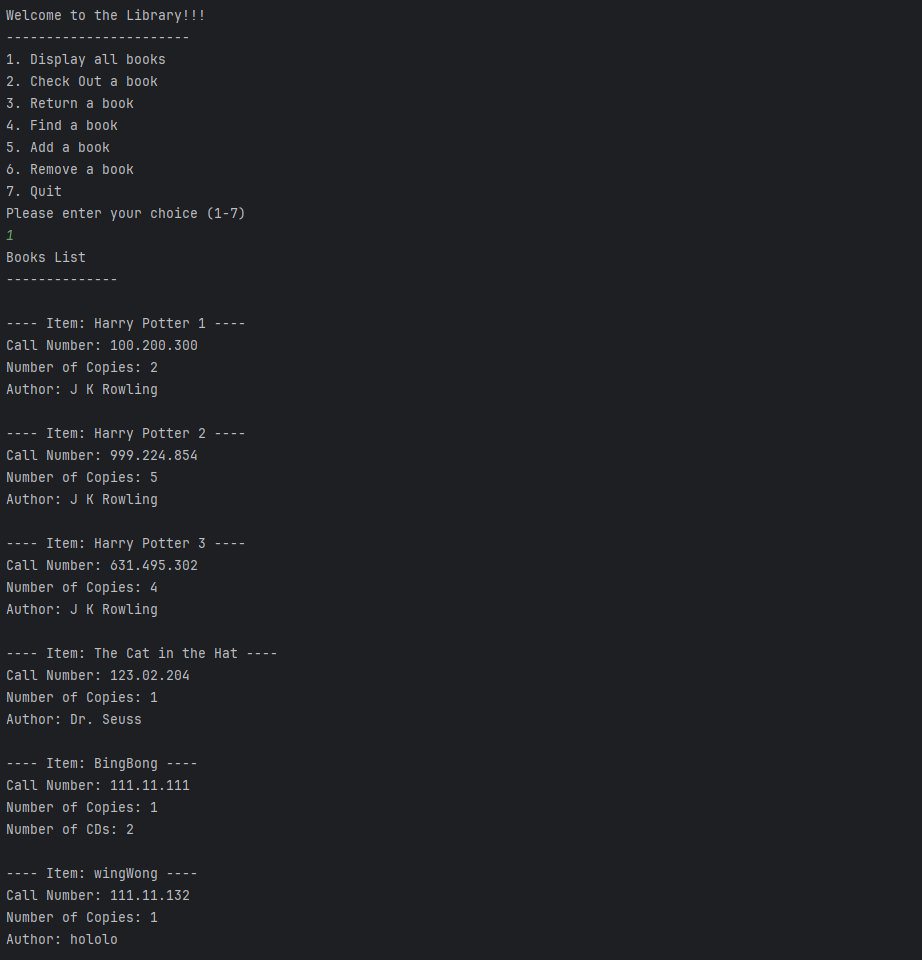 Welcome to the Library!!!
-----------------------
1. Display all books
2. Check Out a book
3. Return a book
4. Find a book
5. Add a book
6. Remove a book
7. Quit
Please enter your choice (1-7)
1
Books List
--------------
---- Item: Harry Potter 1 ----
Call Number: 100.200.300
Number of Copies: 2
Author: J K Rowling
---- Item: Harry Potter 2 ----
Call Number: 999.224.854
Number of Copies: 5
Author: J K Rowling
---- Item: Harry Potter 3 ----
Call Number: 631.495.302
Number of Copies: 4
Author: J K Rowling
---- Item: The Cat in the Hat ----
Call Number: 123.02.204
Number of Copies: 1
Author: Dr. Seuss
---- Item: BingBong ----
Call Number: 111.11.111
Number of Copies: 1
Number of CDs: 2
---- Item: wingWong ----
Call Number: 111.11.132
Number of Copies: 1
Author: hololo